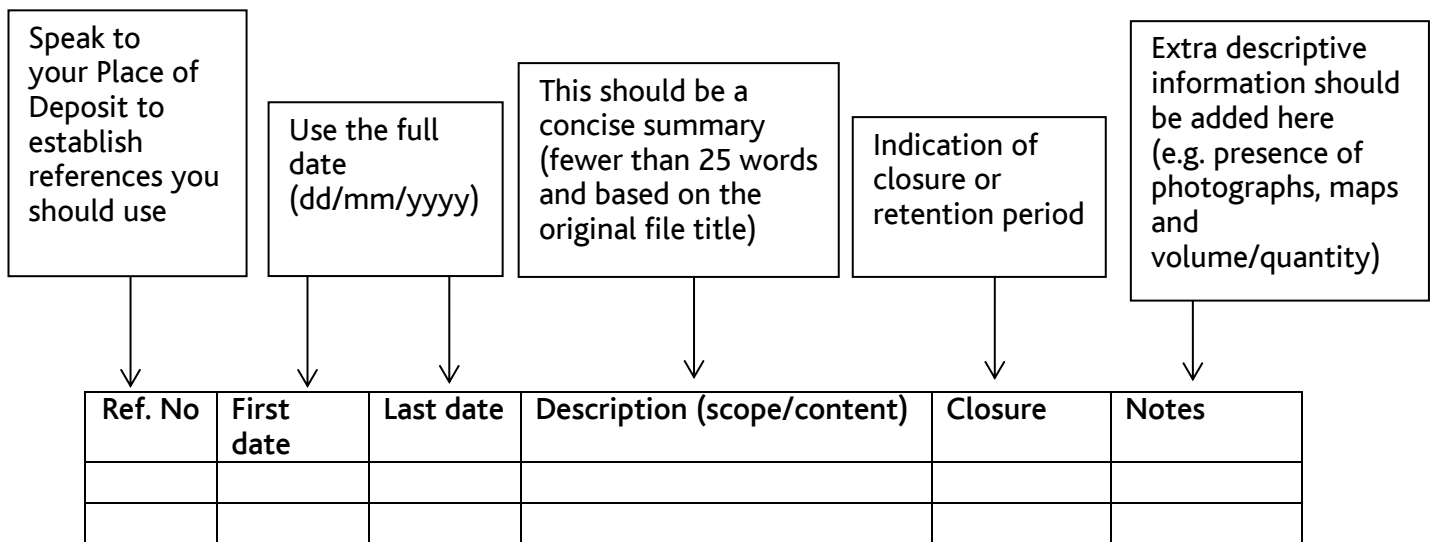 Speak to
your Place of
Deposit to
establish
references you
should use
Use the full
date
(dd/mm/yyyy)
This should be a
concise summary
(fewer than 25 words
and based on the
original file title)
Indication of
closure or
retention period
Extra descriptive
information should
be added here
(e.g. presence of
photographs, maps
and
volume/quantity)
Ref. No
First
date
Last date
Description (scope/content)
Closure
Notes